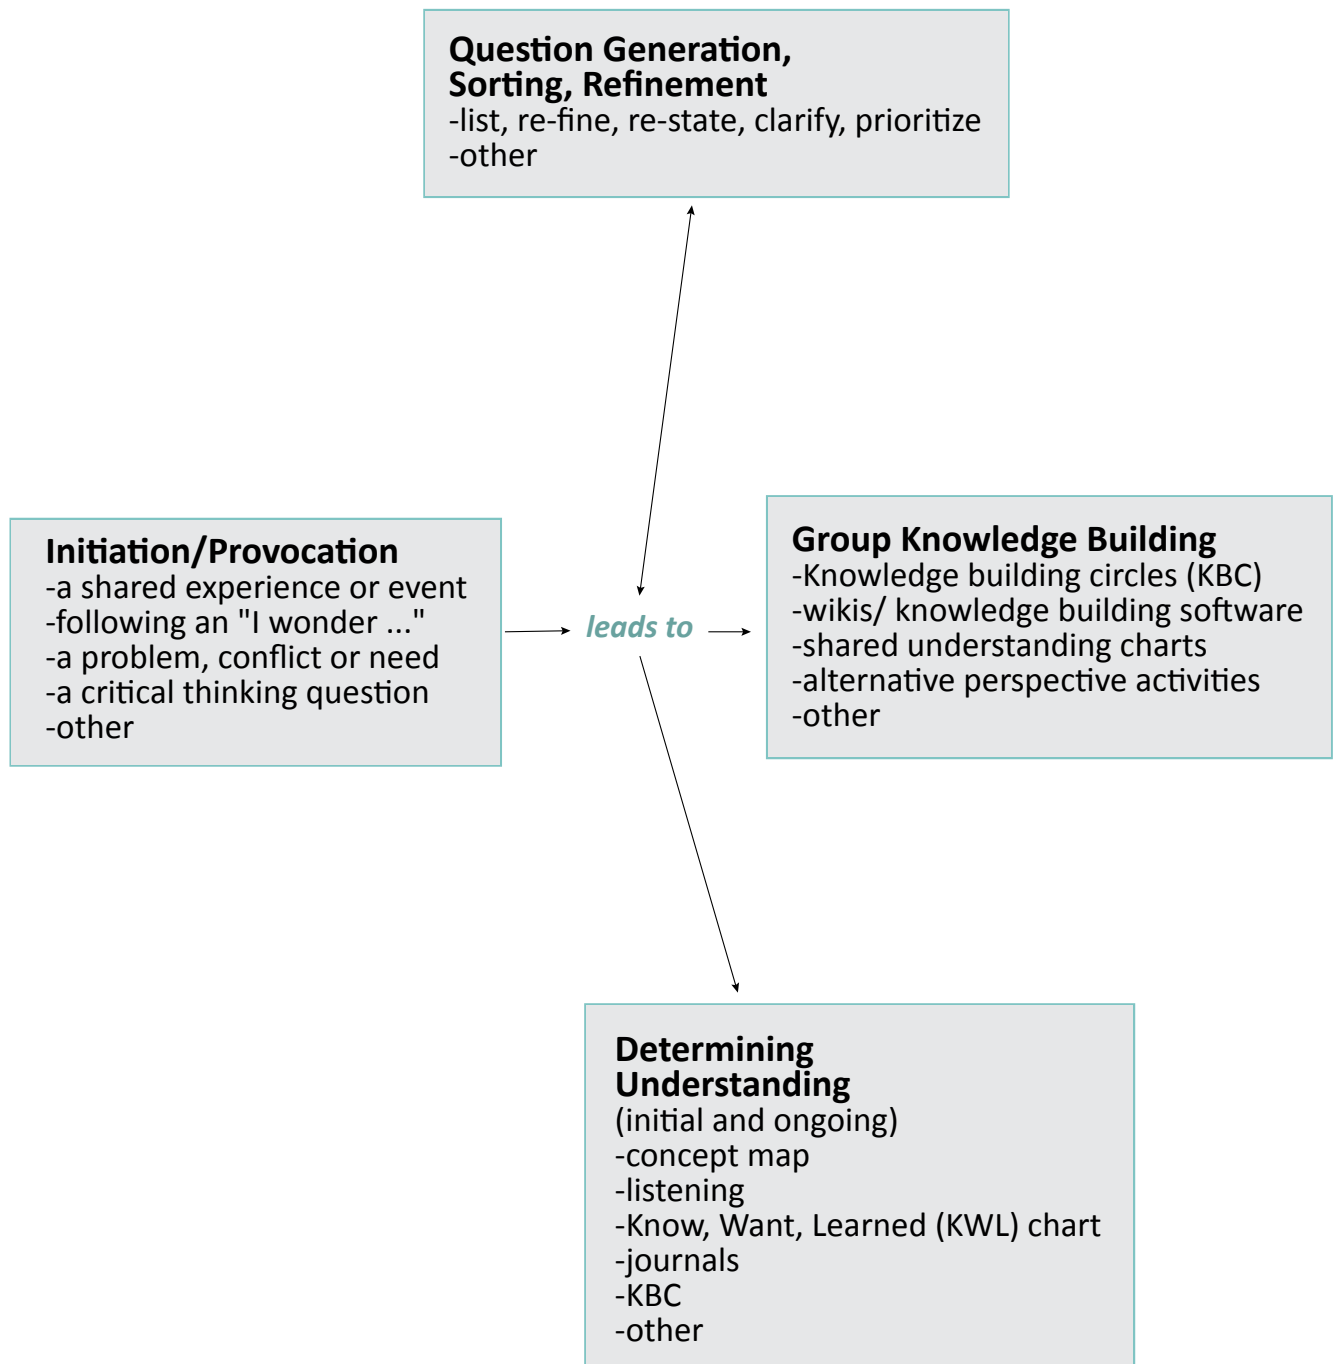 Question Generation,
Sorting, Refinement
-list, re-fine, re-state, clarify, prioritize
-other
Initiation/Provocation
-a shared experience or event
-following an "I wonder ..."
-a problem, conflict or need
-a critical thinking question
-other
leads to
Group Knowledge Building
-Knowledge building circles (KBC)
-wikis/ knowledge building software
-shared understanding charts
-alternative perspective activities
-other
Determining
Understanding
(initial and ongoing)
-concept map
-listening
-Know, Want, Learned (KWL) chart
-journals
-KBC
-other